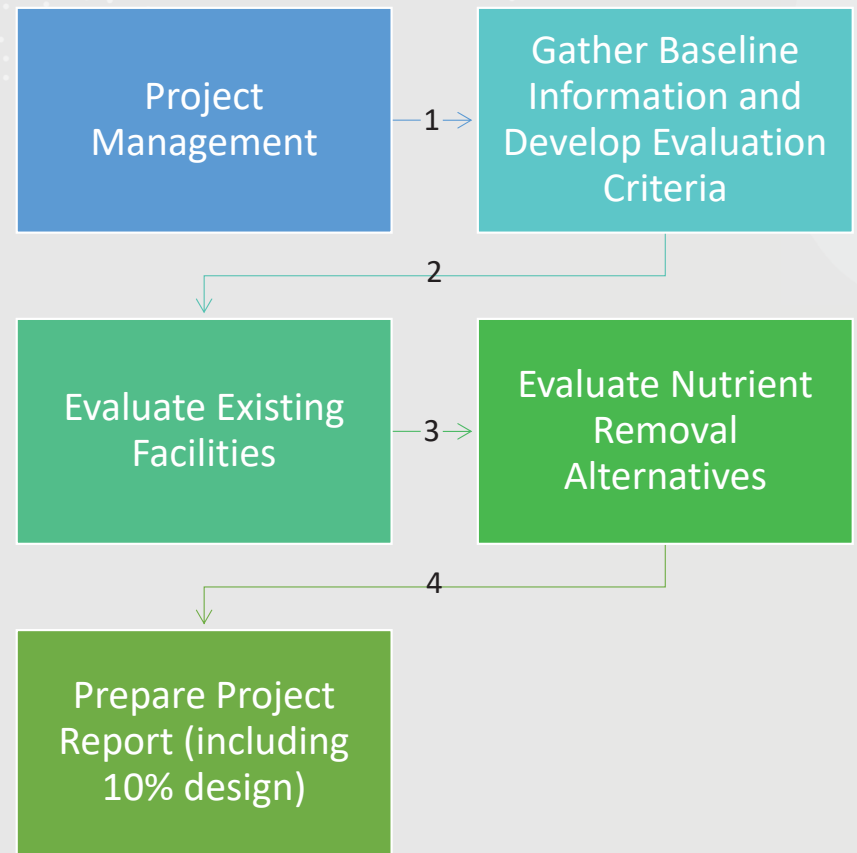 Project
Management
1
Gather Baseline
Information and
Develop Evaluation
Criteria
2
Evaluate Existing
Facilities
3
Evaluate Nutrient
Removal
Alternatives
4
Prepare Project
Report (including
10% design)